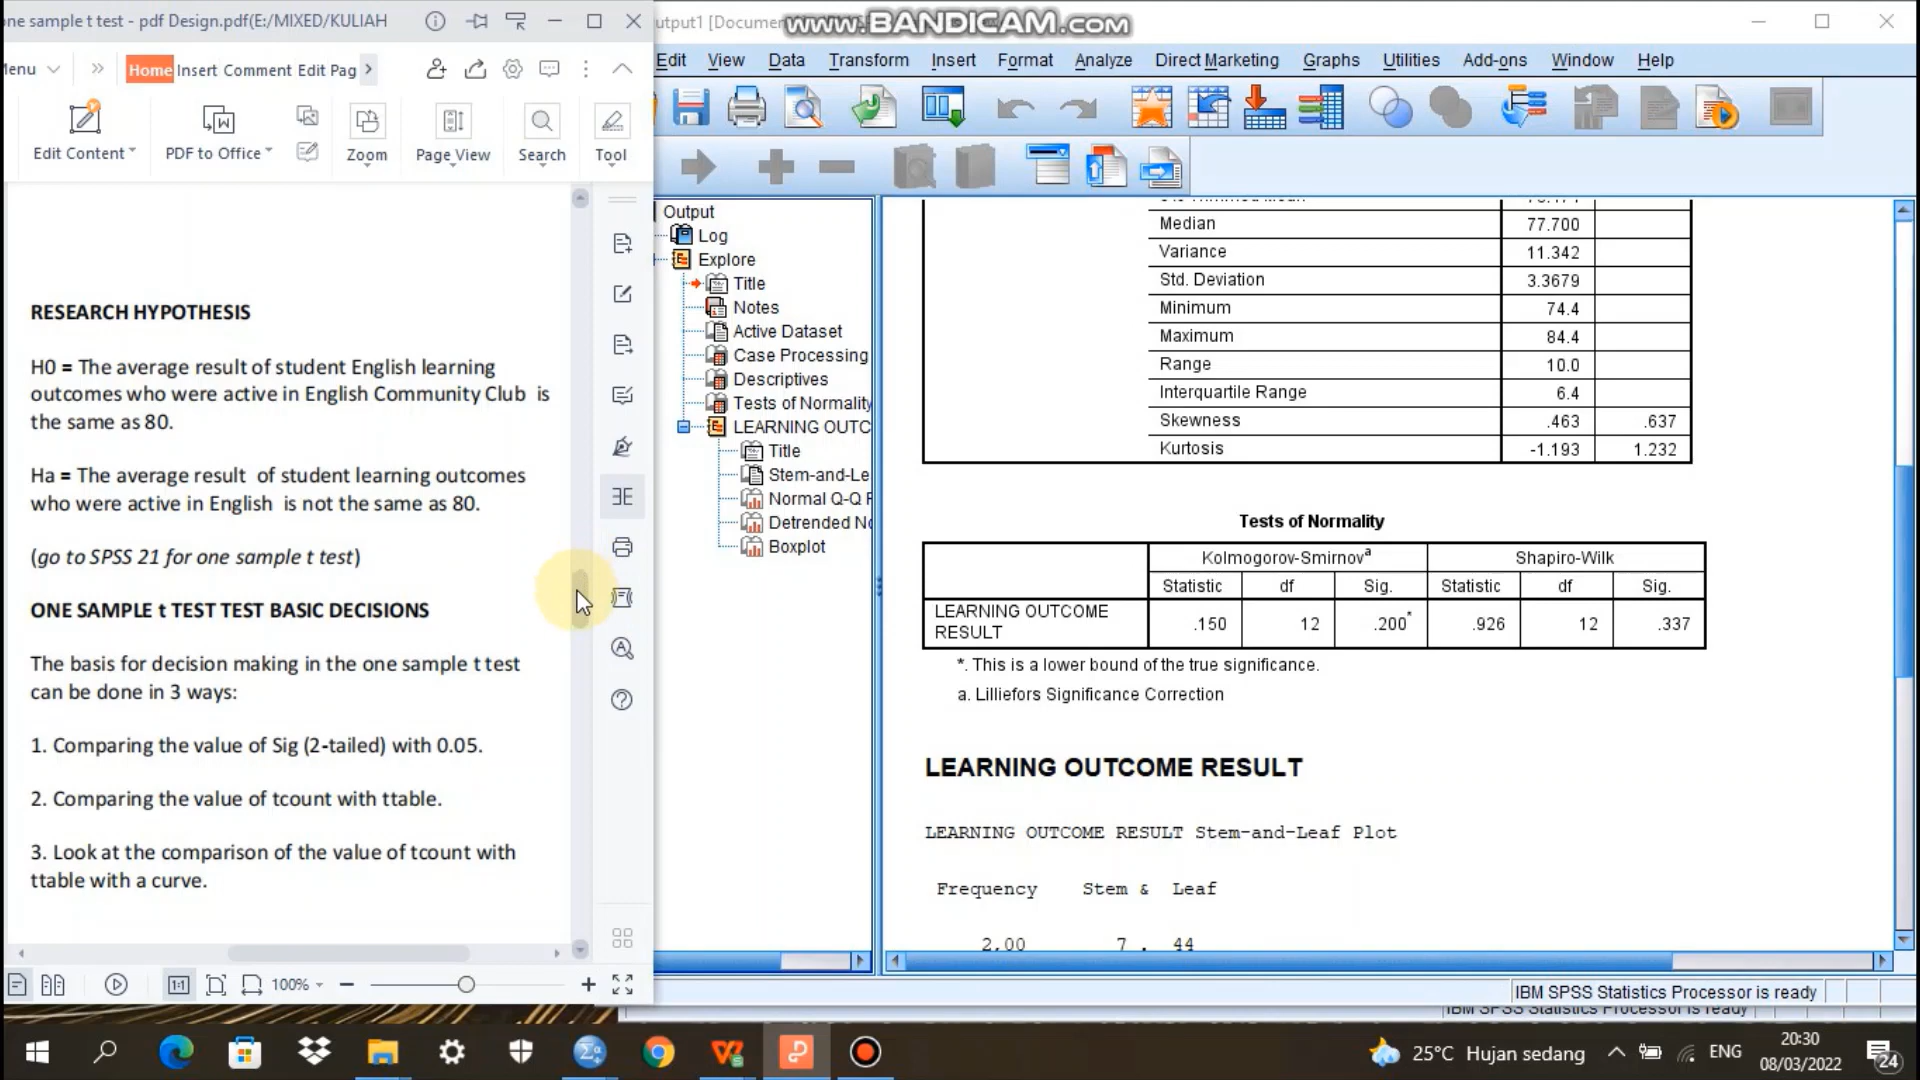 one sample t test - pdf Design.pdf(E:/MIXED/KULIAH
Home Insert Comment Edit Pag
Edit Content
PDF to Office
Zoom
Page View
Search
Tool
RESEARCH HYPOTHESIS
H0 = The average result of student English learning
outcomes who were active in English Community Club is
the same as 80.
Ha = The average result of student learning outcomes
who were active in English is not the same as 80.
(go to SPSS 21 for one sample t test)
ONE SAMPLE t TEST TEST BASIC DECISIONS
The basis for decision making in the one sample t test
can be done in 3 ways:
1. Comparing the value of Sig (2-tailed) with 0.05.
2. Comparing the value of tcount with ttable.
3. Look at the comparison of the value of tcount with
ttable with a curve.
100%
www.BANDICAM.com
Edit View Data Transform Insert Format Analyze Direct Marketing Graphs Utilities Add-ons Window Help
Output
Log
Explore
Title
Notes
Active Dataset
Case Processing
Descriptives
Tests of Normality
LEARNING OUTC
Title
Stem-and-Le
Normal Q-Q
Detrended No
Boxplot
Median 77.700
Variance 11.342
Std. Deviation 3.3679
Minimum 74.4
Maximum 84.4
Range 10.0
Interquartile Range 6.4
Skewness .463 .637
Kurtosis -1.193 1.232
Tests of Normality
Kolmogorov-Smirnov a Shapiro-Wilk
Statistic df Sig. Statistic df Sig.
LEARNING OUTCOME
RESULT .150 12 .200* .926 12 .337
*. This is a lower bound of the true significance.
a. Lilliefors Significance Correction
LEARNING OUTCOME RESULT
LEARNING OUTCOME RESULT Stem-and-Leaf Plot
Frequency Stem & Leaf
2,00 7 . 44
IBM SPSS Statistics Processor is ready
IBM SPSS Statistics Processor is ready
25°C Hujan sedang
ENG
20:30
08/03/2022
24